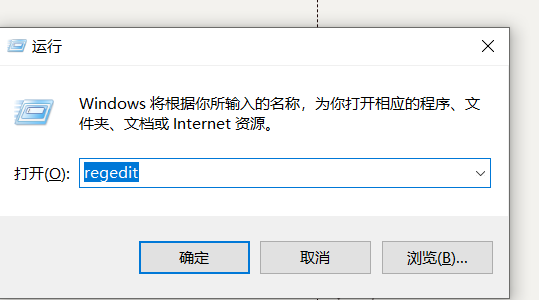 运行
Windows 将根据你所输入的名称，为你打开相应的程序、文
件夹、文档或 Internet 资源。
打开(O): regedit
确定 取消 浏览(B)...